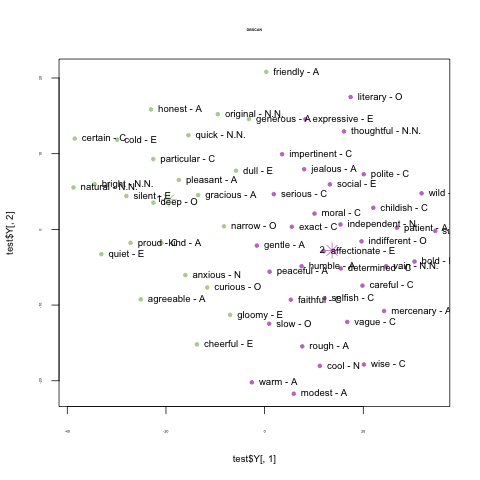 DBSCAN
friendly - A
literary - O
honest - A
original - N.N.
generous - A
expressive - E
thoughtful - N.N.
certain - C
cold - E
quick - N.N.
particular - C
impertinent - C
dull - E
jealous - A
polite - C
natural - N.N.
bright - N.N.
pleasant - A
social - E
silent - E
deep - O
gracious - A
serious - C
wild -
moral - C
childish - C
narrow - O
exact - C
independent - N
patient - A
proud - N
kind - A
gentle - A
2
affectionate - E
indifferent - O
quiet - E
humble - A
determined - C
vain - N.N.
bold -
anxious - N
peaceful - A
curious - O
careful - C
agreeable - A
faithful - C
selfish - C
mercenary - A
gloomy - E
slow - O
vague - C
cheerful - E
rough - A
cool - N
wise - C
warm - A
modest - A
test$Y[, 2]
test$Y[, 1]